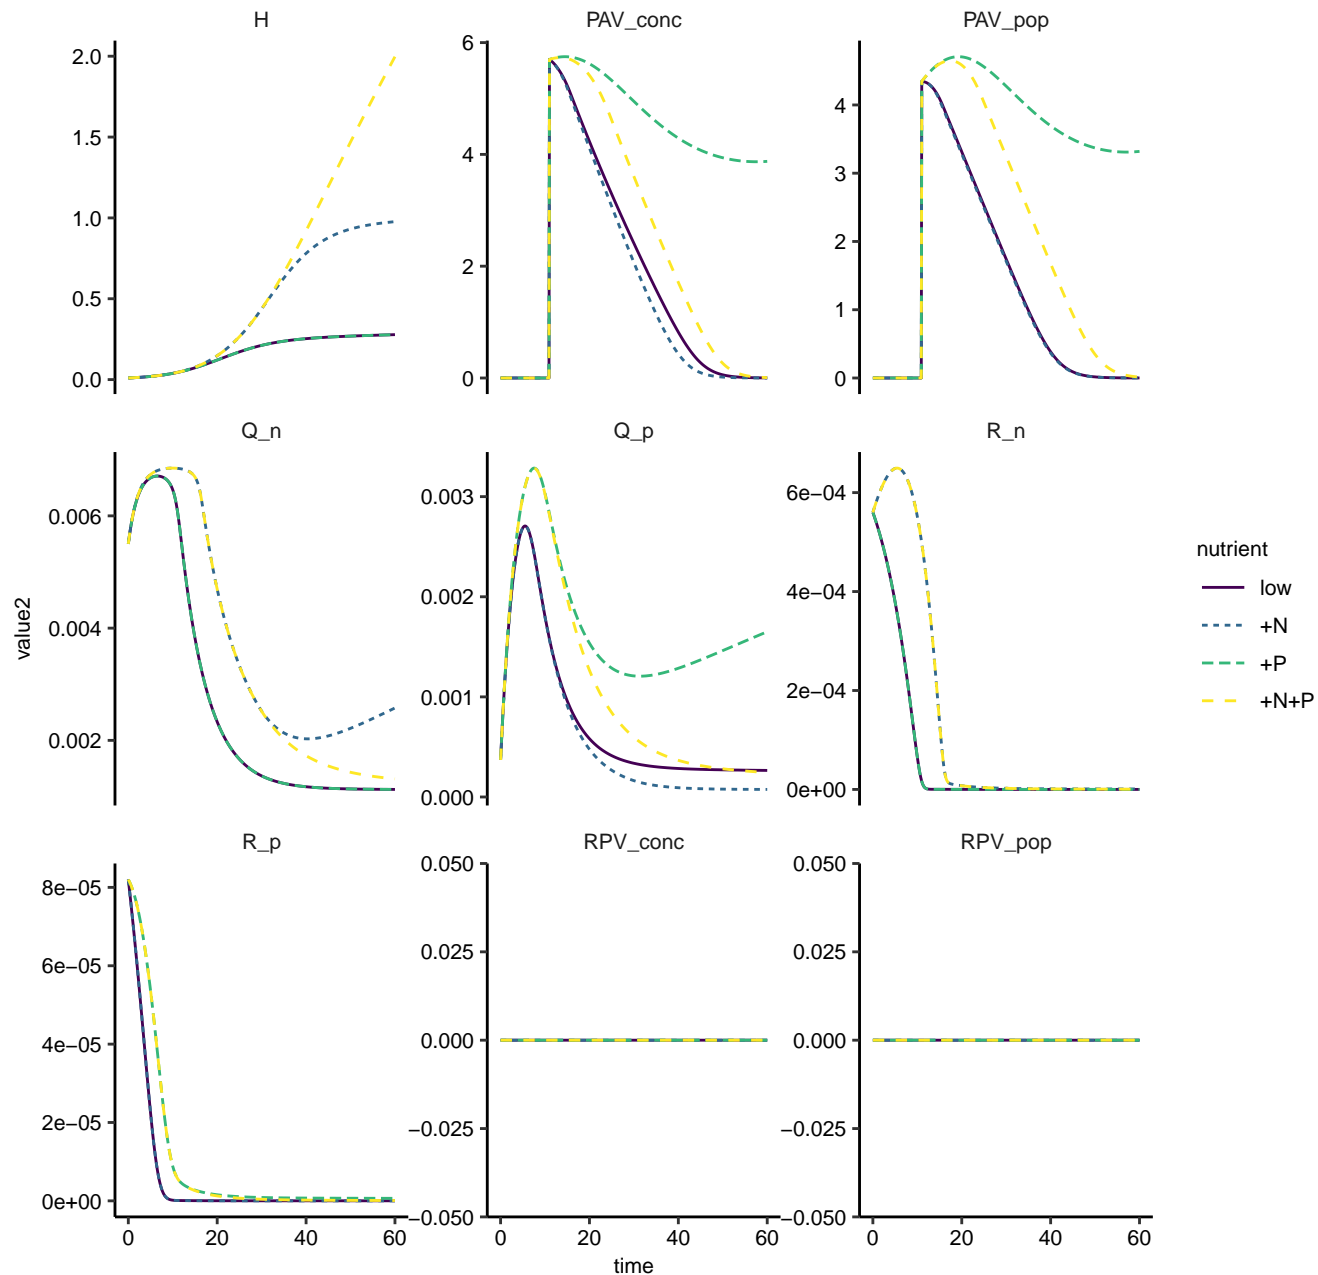 H PAV_conc PAV_pop
2.0
1.5
1.0
0.5
0.0
6
4
2
0
4
3
2
1
0
Q_n Q_p R_n
0.006
0.004
0.002
0.003
0.002
0.001
0.000
6e−04
4e−04
2e−04
0e+00
R_p RPV_conc RPV_pop
8e−05
6e−05
4e−05
2e−05
0e+00
0.050
0.025
0.000
−0.025
−0.050
0.050
0.025
0.000
−0.025
−0.050
0 20 40 60 0 20 40 60 0 20 40 60
time
value2
nutrient
low
+N
+P
+N+P